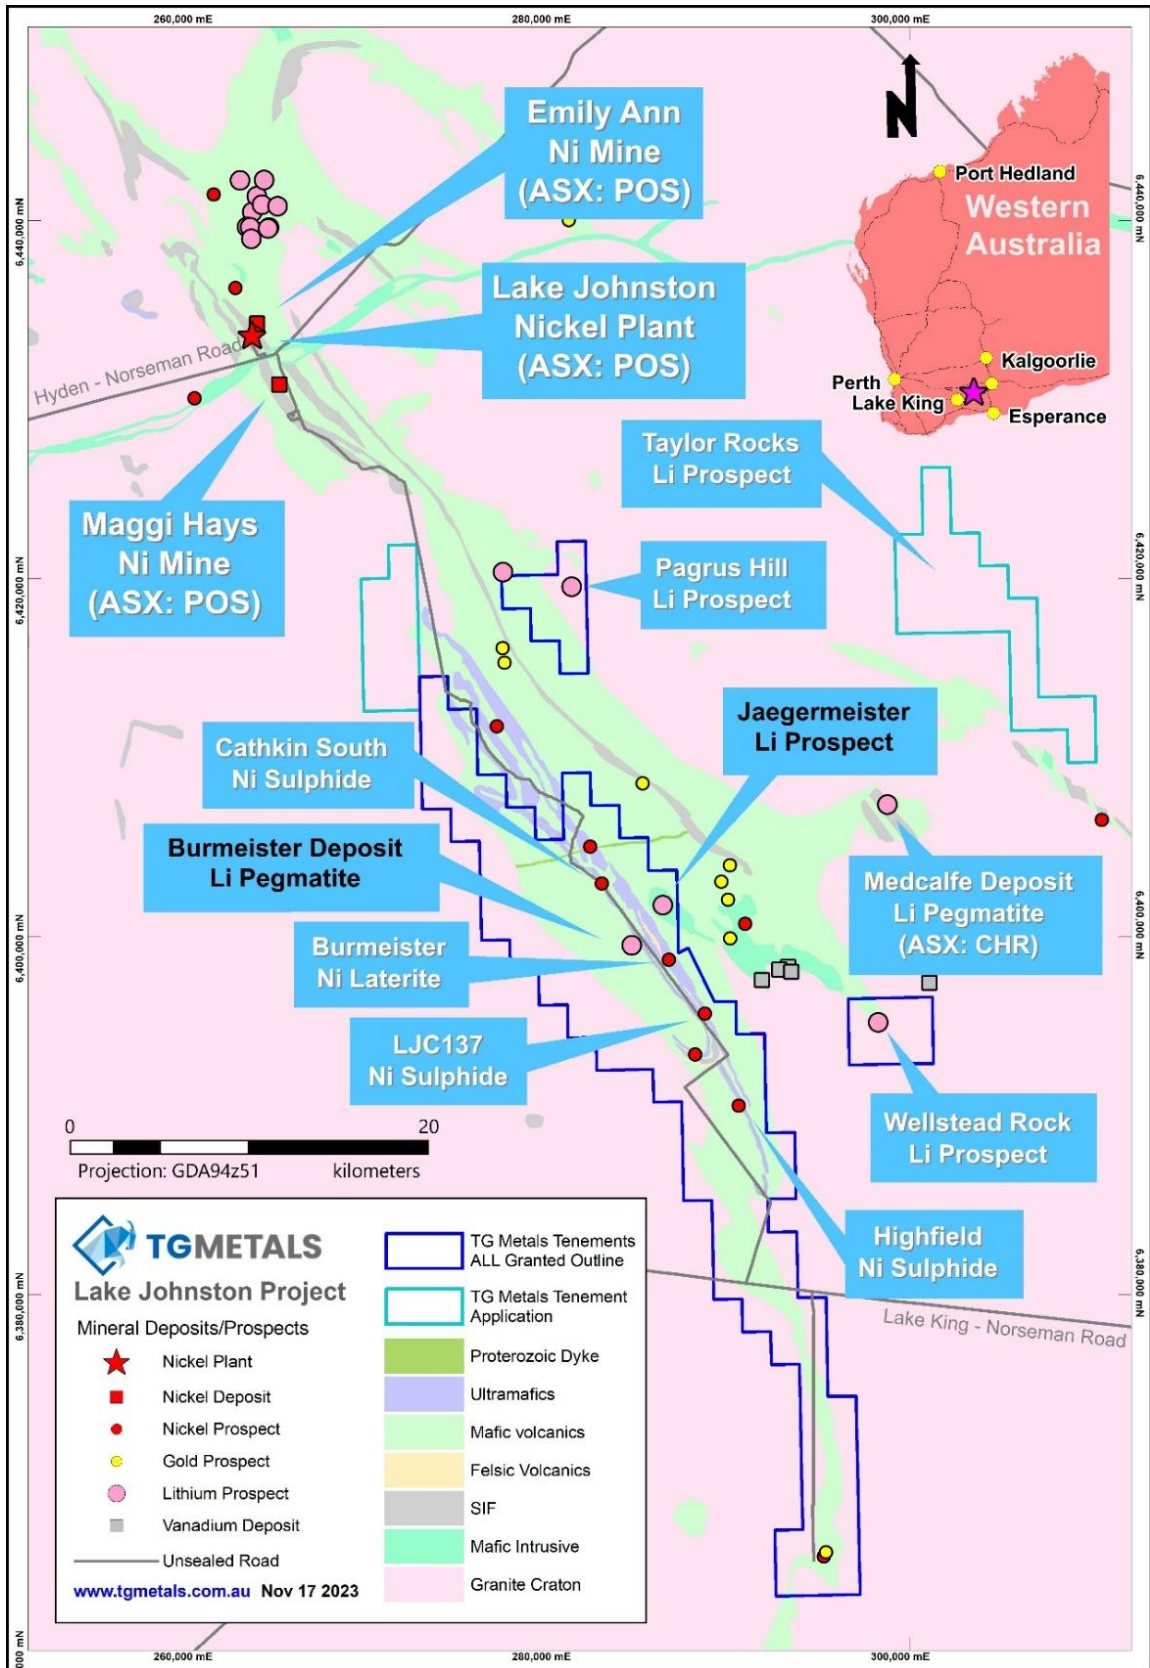 260,000 mE
280,000 mE
300,000 mE
Emily Ann
Ni Mine
(ASX: POS)
N
Port Hedland
Western
Australia
Kalgoorlie
Perth
Lake King
Esperance
6,440,000 mN
6,440,000 mN
Lake Johnston
Nickel Plant
(ASX: POS)
Hyden - Norseman Road
Taylor Rocks
Li Prospect
Maggi Hays
Ni Mine
(ASX: POS)
Pagrus Hill
Li Prospect
6,420,000 mN
6,420,000 mN
Jaegermeister
Li Prospect
Cathkin South
Ni Sulphide
Burmeister Deposit
Li Pegmatite
Medcalfe Deposit
Li Pegmatite
(ASX: CHR)
Burmeister
Ni Laterite
6,400,000 mN
6,400,000 mN
LJC137
Ni Sulphide
Wellstead Rock
Li Prospect
0
20
Projection: GDA94z51
kilometers
Highfield
Ni Sulphide
6,380,000 mN
6,380,000 mN
Lake King - Norseman Road
TGMETALS
Lake Johnston Project
Mineral Deposits/Prospects
Nickel Plant
Nickel Deposit
Nickel Prospect
Gold Prospect
Lithium Prospect
Vanadium Deposit
Unsealed Road
www.tgmetals.com.au Nov 17 2023
TG Metals Tenements
ALL Granted Outline
TG Metals Tenement
Application
Proterozoic Dyke
Ultramafics
Mafic volcanics
Felsic Volcanics
SIF
Mafic Intrusive
Granite Craton
260,000 mE
280,000 mE
300,000 mE